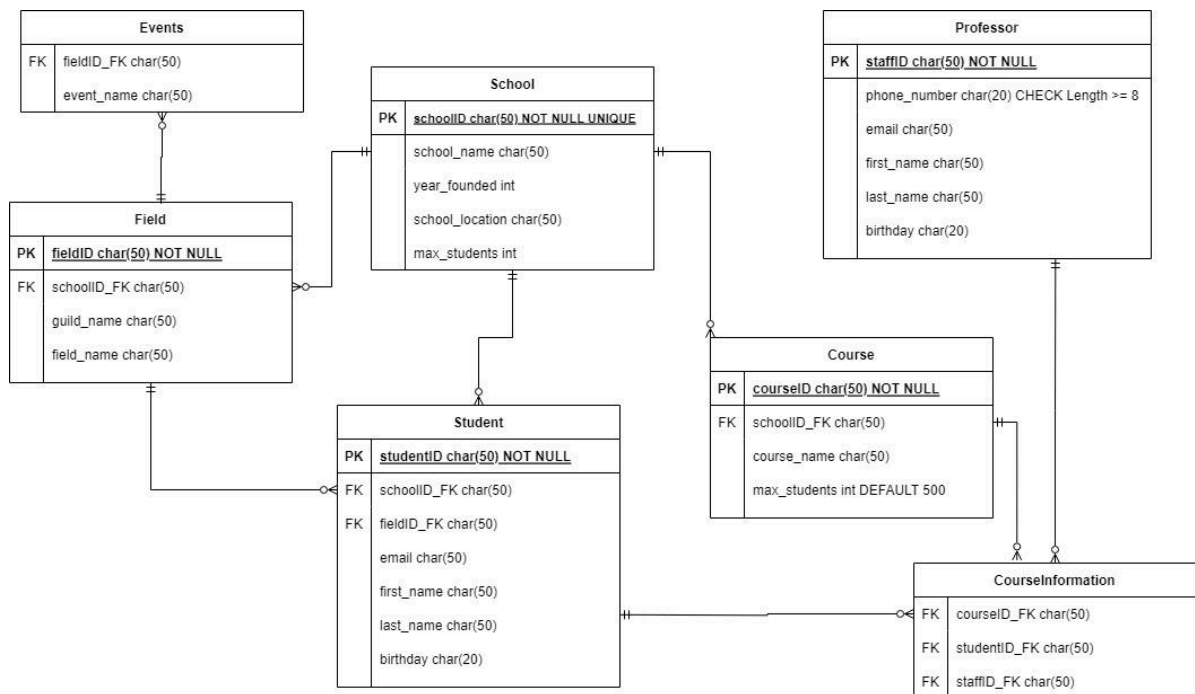 Events
FK fieldID_FK char(50)
event_name char(50)
Professor
PK staffID char(50) NOT NULL
phone_number char(20) CHECK Length >= 8
email char(50)
first_name char(50)
last_name char(50)
birthday char(20)
School
PK schoolID char(50) NOT NULL UNIQUE
school_name char(50)
year_founded int
school_location char(50)
max_students int
Field
PK fieldID char(50) NOT NULL
FK schoolID_FK char(50)
guild_name char(50)
field_name char(50)
Course
PK courseID char(50) NOT NULL
FK schoolID_FK char(50)
course_name char(50)
max_students int DEFAULT 500
Student
PK studentID char(50) NOT NULL
FK schoolID_FK char(50)
FK fieldID_FK char(50)
email char(50)
first_name char(50)
last_name char(50)
birthday char(20)
CourseInformation
FK courseID_FK char(50)
FK studentID_FK char(50)
FK staffID_FK char(50)